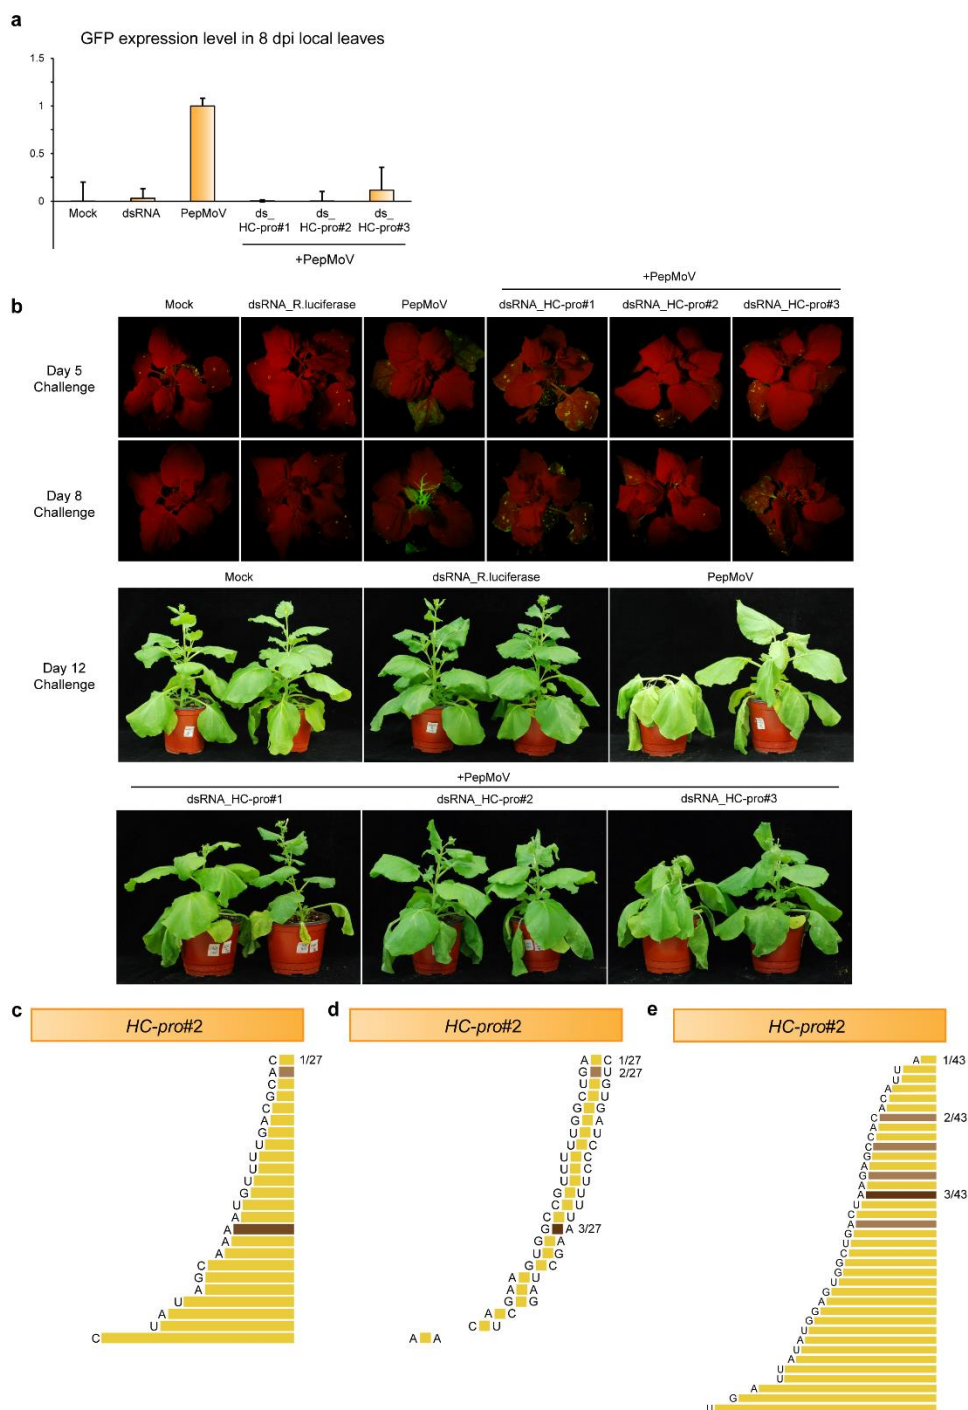 a
GFP expression level in 8 dpi local leaves
1.5
1
0.5
0
Mock dsRNA PepMoV ds_ ds_ ds_
HC-pro#1 HC-pro#2 HC-pro#3
+PepMoV
b
+PepMoV
Mock dsRNA_R.luciferase PepMoV dsRNA_HC-pro#1 dsRNA_HC-pro#2 dsRNA_HC-pro#3
Day 5
Challenge
Day 8
Challenge
Mock dsRNA_R.luciferase PepMoV
Day 12
Challenge
+PepMoV
dsRNA_HC-pro#1 dsRNA_HC-pro#2 dsRNA_HC-pro#3
c
HC-pro#2
C 1/27
A
C
G
C
A
G
U
U
U
U
G
U
A
A
A
A
C
G
A
U
A
U
C
d
HC-pro#2
A C 1/27
G U 2/27
U G
C U
G G
G A
U U
U C
U C
U C
U U
G U
C U
C U
G A 3/27
G A
U G
G C
A U
A A
G G
A C
C U
A A
e
HC-pro#2
A 1/43
U
U
A
C
A
C 2/43
A
C
C
G
A
G
A
A 3/43
U
C
A
G
U
C
G
G
U
G
A
G
G
U
A
U
A
U
U
A
G
U